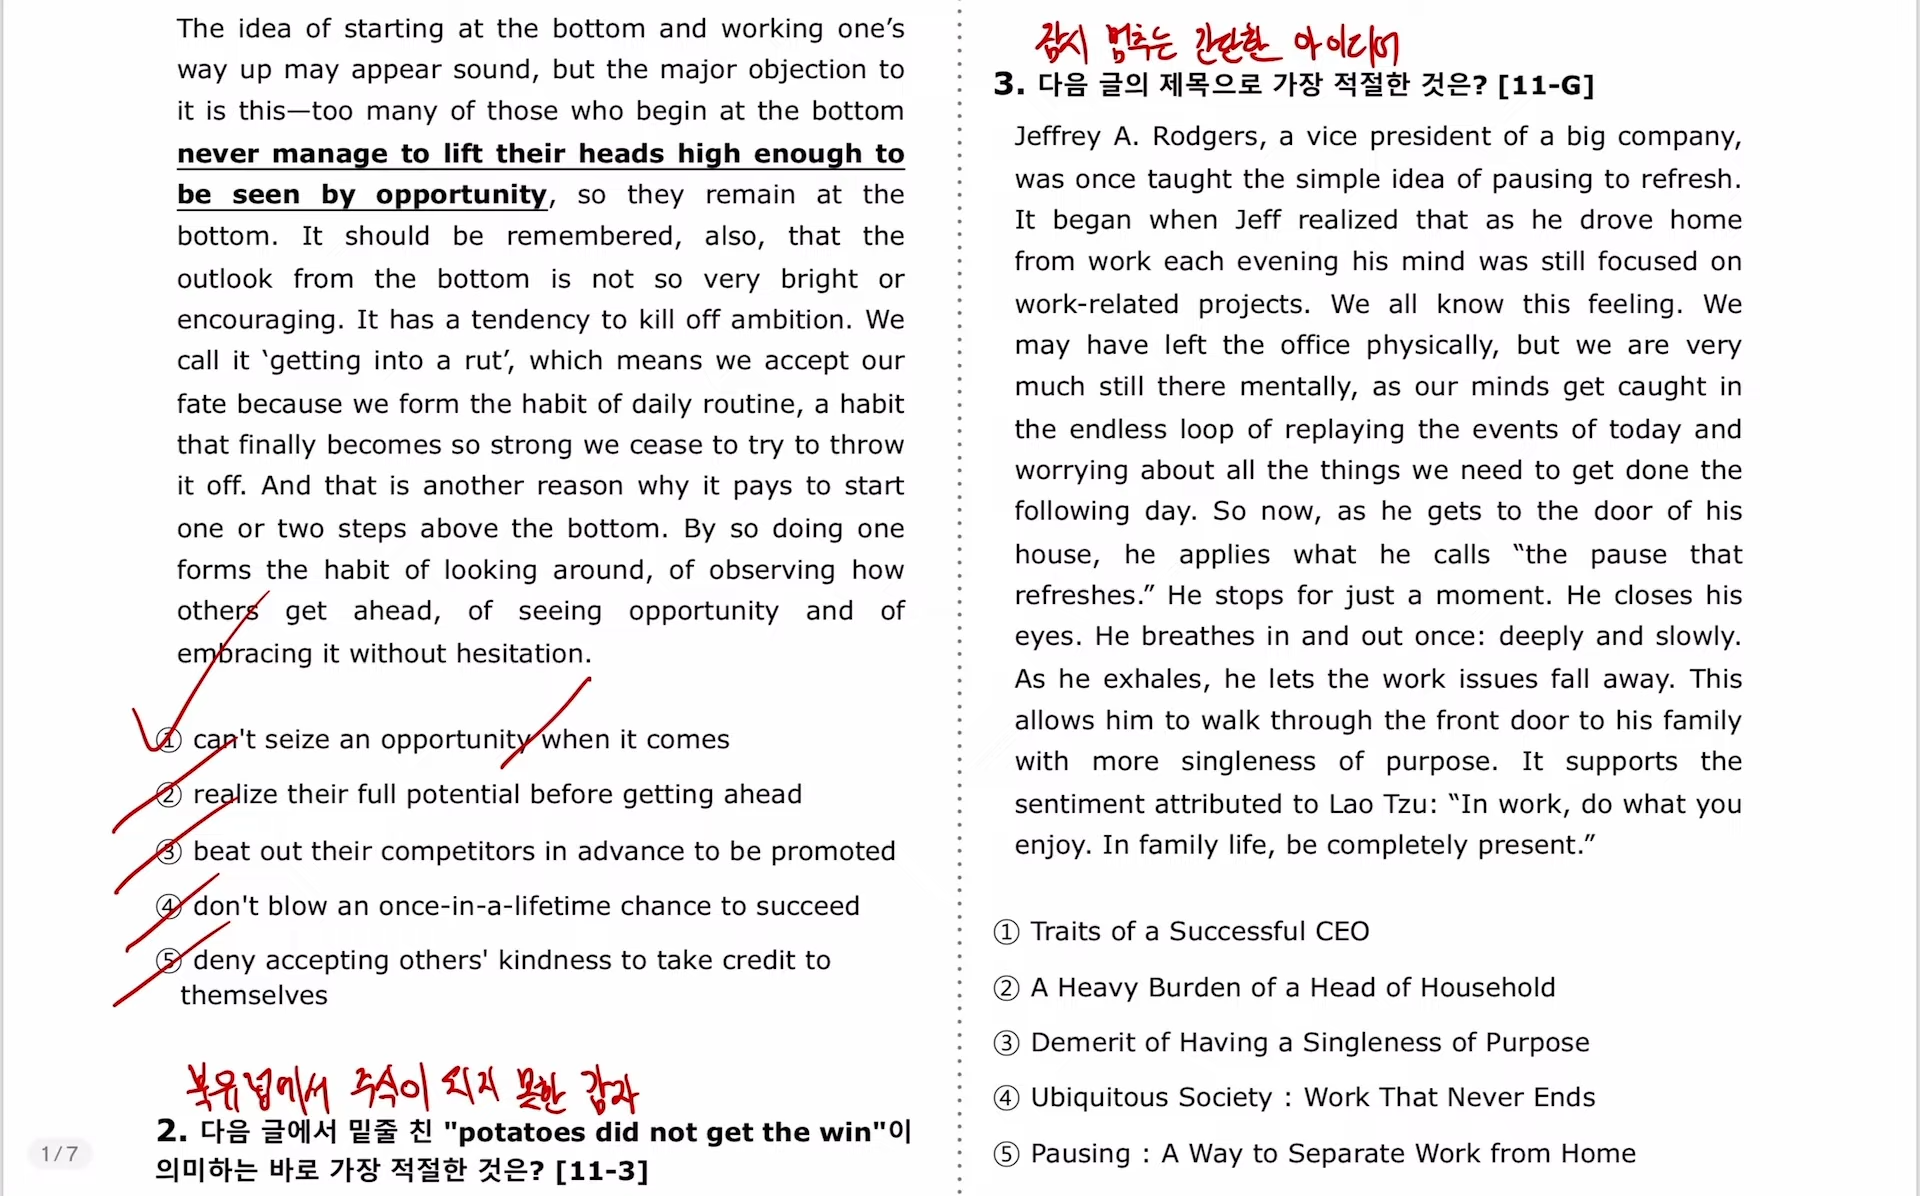 The idea of starting at the bottom and working one's
way up may appear sound, but the major objection to
it is this—too many of those who begin at the bottom
never manage to lift their heads high enough to
be seen by opportunity, so they remain at the
bottom. It should be remembered, also, that the
outlook from the bottom is not so very bright or
encouraging. It has a tendency to kill off ambition. We
call it 'getting into a rut', which means we accept our
fate because we form the habit of daily routine, a habit
that finally becomes so strong we cease to try to throw
it off. And that is another reason why it pays to start
one or two steps above the bottom. By so doing one
forms the habit of looking around, of observing how
others get ahead, of seeing opportunity and of
embracing it without hesitation.
① can't seize an opportunity when it comes
② realize their full potential before getting ahead
③ beat out their competitors in advance to be promoted
④ don't blow an once-in-a-lifetime chance to succeed
⑤ deny accepting others' kindness to take credit to
themselves
북유럽에서 주식이 되지 못한 감자
2. 다음 글에서 밑줄 친 "potatoes did not get the win"이
의미하는 바로 가장 적절한 것은? [11-3]
1/7
잠시 멈추는 간단한 아이디어
3. 다음 글의 제목으로 가장 적절한 것은? [11-G]
Jeffrey A. Rodgers, a vice president of a big company,
was once taught the simple idea of pausing to refresh.
It began when Jeff realized that as he drove home
from work each evening his mind was still focused on
work-related projects. We all know this feeling. We
may have left the office physically, but we are very
much still there mentally, as our minds get caught in
the endless loop of replaying the events of today and
worrying about all the things we need to get done the
following day. So now, as he gets to the door of his
house, he applies what he calls "the pause that
refreshes." He stops for just a moment. He closes his
eyes. He breathes in and out once: deeply and slowly.
As he exhales, he lets the work issues fall away. This
allows him to walk through the front door to his family
with more singleness of purpose. It supports the
sentiment attributed to Lao Tzu: "In work, do what you
enjoy. In family life, be completely present."
① Traits of a Successful CEO
② A Heavy Burden of a Head of Household
③ Demerit of Having a Singleness of Purpose
④ Ubiquitous Society : Work That Never Ends
⑤ Pausing : A Way to Separate Work from Home